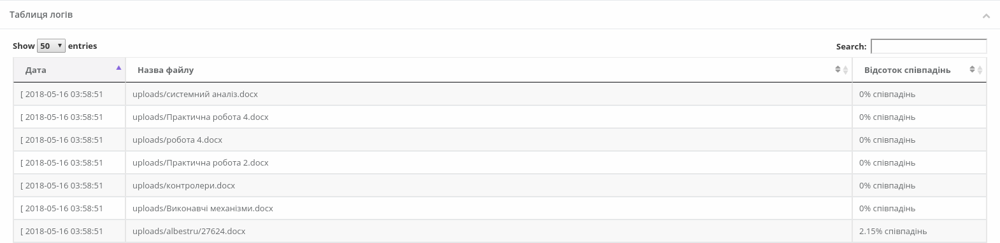 Таблиця логів
Show 50 entries Search:
Дата Назва файлу Відсоток співпадінь
[ 2018-05-16 03:58:51 uploads/системний аналіз.docx 0% співпадінь
[ 2018-05-16 03:58:51 uploads/Практична робота 4.docx 0% співпадінь
[ 2018-05-16 03:58:51 uploads/робота 4.docx 0% співпадінь
[ 2018-05-16 03:58:51 uploads/Практична робота 2.docx 0% співпадінь
[ 2018-05-16 03:58:51 uploads/контролери.docx 0% співпадінь
[ 2018-05-16 03:58:51 uploads/Виконавчі механізми.docx 0% співпадінь
[ 2018-05-16 03:58:51 uploads/albestru/27624.docx 2.15% співпадінь